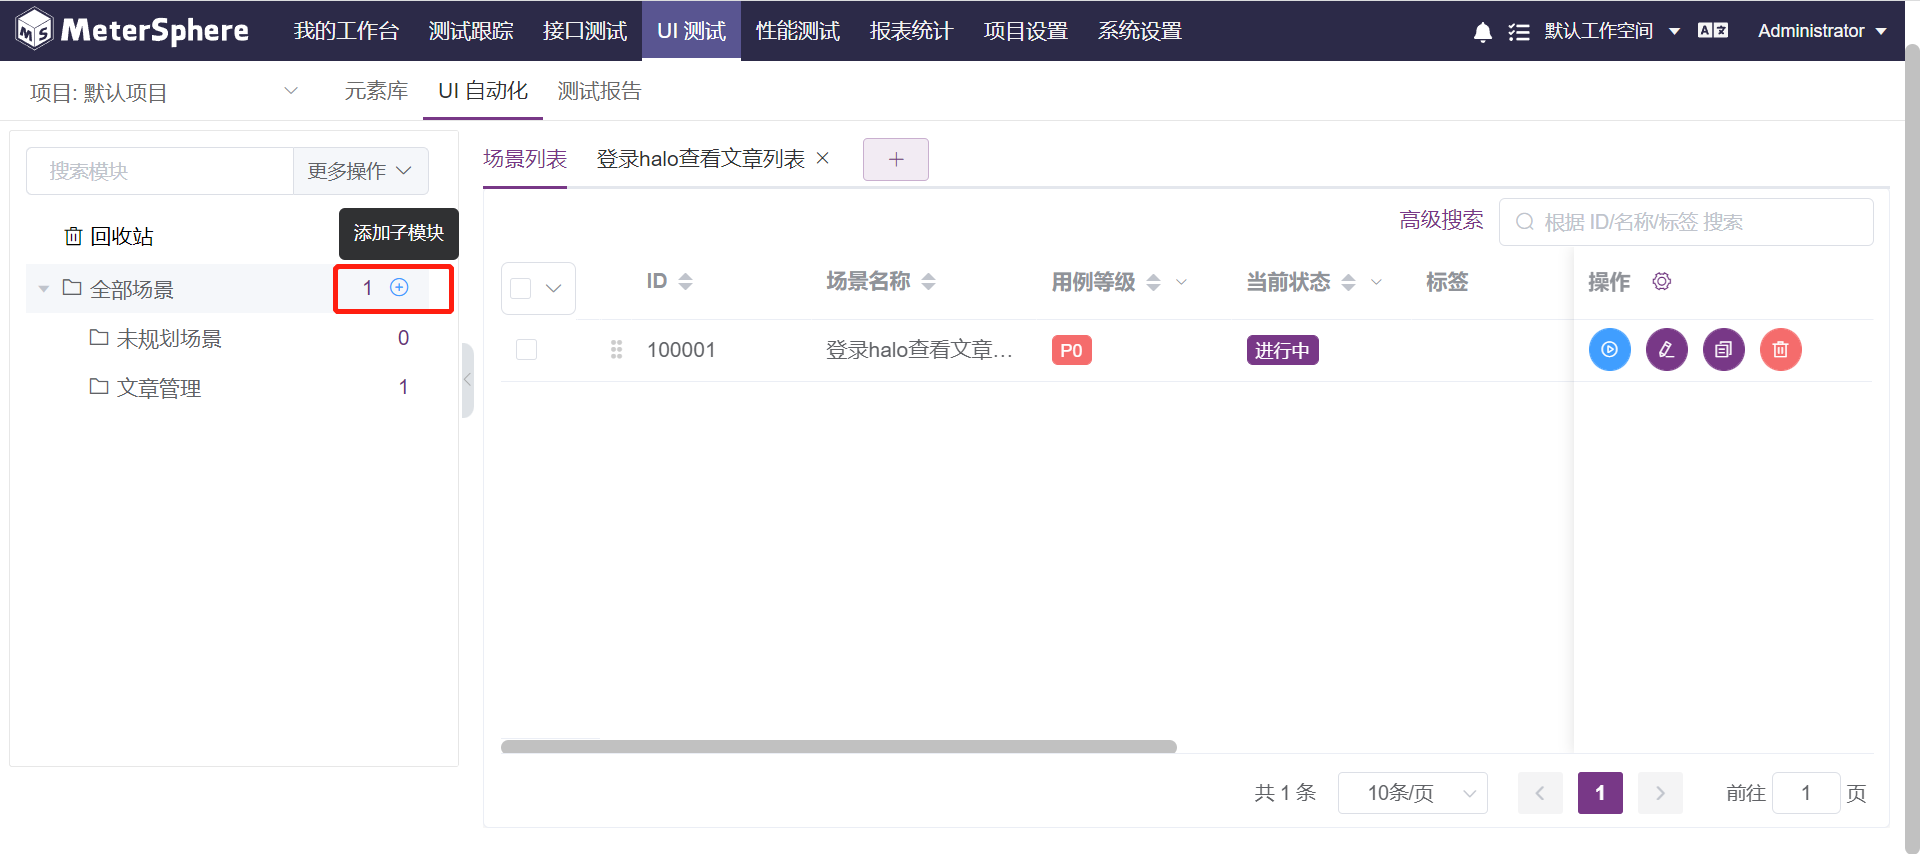 MeterSphere 我的工作台 测试跟踪 接口测试 UI 测试 性能测试 报表统计 项目设置 系统设置 默认工作空间 Administrator
项目: 默认项目 元素库 UI 自动化 测试报告
搜索模块 更多操作
回收站
添加子模块
全部场景 1
未规划场景 0
文章管理 1
场景列表 登录halo查看文章列表
高级搜索 根据 ID/名称/标签 搜索
ID 场景名称 用例等级 当前状态 标签 操作
100001 登录halo查看文章... P0 进行中
共 1 条 10条/页 1 前往 1 页